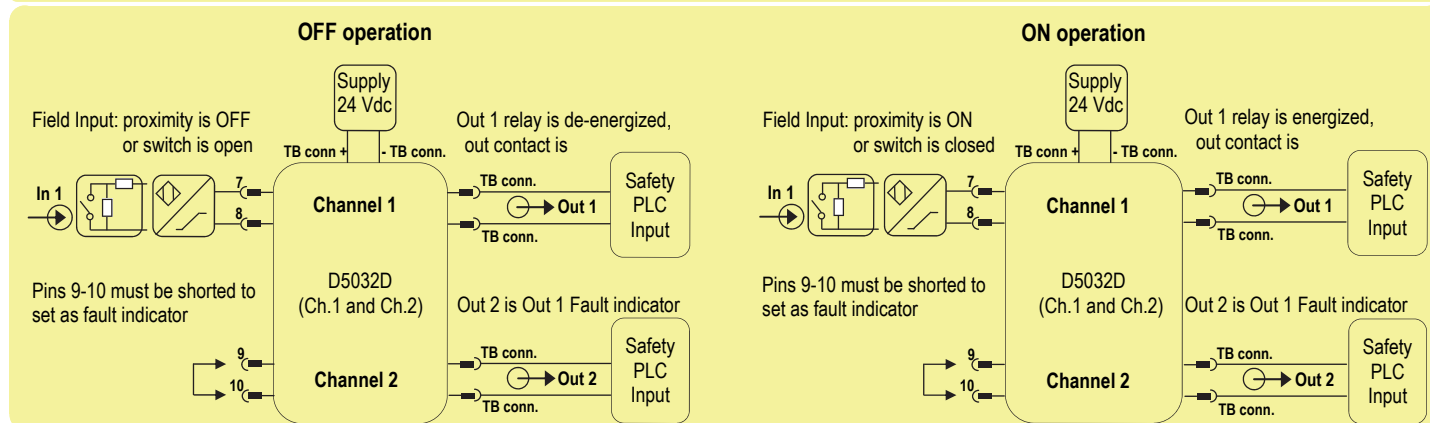 OFF operation
Supply
24 Vdc
Field Input: proximity is OFF
or switch is open
Out 1 relay is de-energized,
out contact is
TB conn +
- TB conn.
In 1
7
8
Channel 1
TB conn.
Out 1
TB conn.
Safety
PLC
Input
Pins 9-10 must be shorted to
set as fault indicator
D5032D
(Ch.1 and Ch.2)
Out 2 is Out 1 Fault indicator
9
10
Channel 2
TB conn.
Out 2
TB conn.
Safety
PLC
Input
ON operation
Supply
24 Vdc
Field Input: proximity is ON
or switch is closed
Out 1 relay is energized,
out contact is
TB conn +
- TB conn.
In 1
7
8
Channel 1
TB conn.
Out 1
TB conn.
Safety
PLC
Input
Pins 9-10 must be shorted to
set as fault indicator
D5032D
(Ch.1 and Ch.2)
Out 2 is Out 1 Fault indicator
9
10
Channel 2
TB conn.
Out 2
TB conn.
Safety
PLC
Input